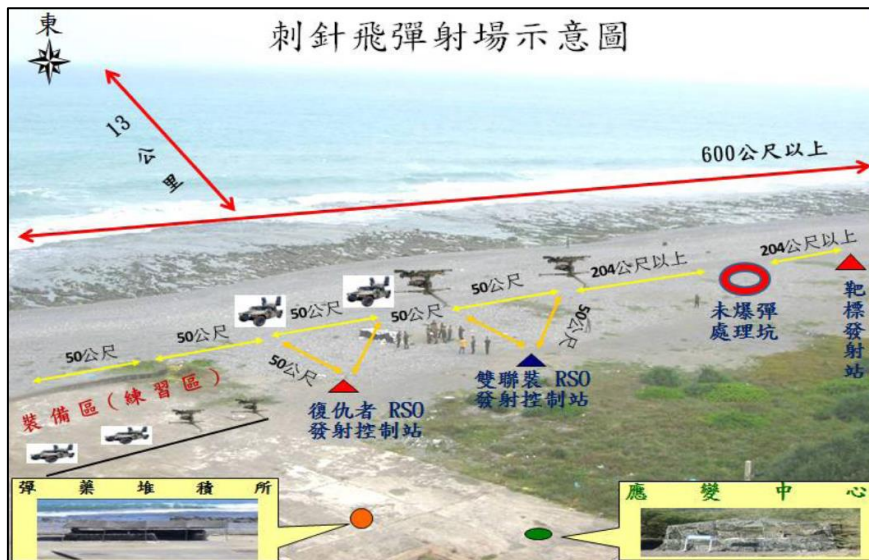 刺針飛彈射場示意圖
東
13公里
600公尺以上
204公尺以上
204公尺以上
50公尺
50公尺
50公尺
50公尺
50公尺
50公尺
50公尺
靶標發射站
未爆彈
處理坑
雙聯裝 RSO
發射控制站
復仇者 RSO
發射控制站
裝備區(練習區)
彈藥堆積所
應變中心